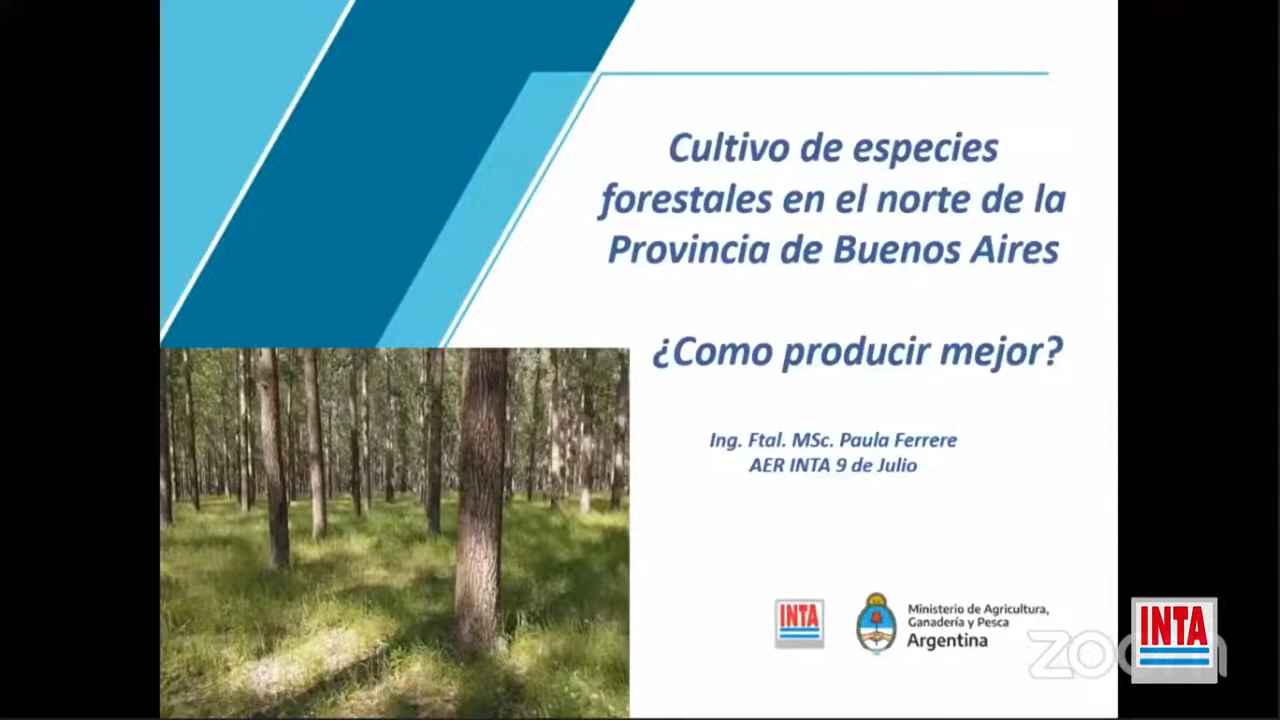 Cultivo de especies
forestales en el norte de la
Provincia de Buenos Aires
¿Como producir mejor?
Ing. Ftal. MSc. Paula Ferrere
AER INTA 9 de Julio
INTA
Ministerio de Agricultura,
Ganadería y Pesca
Argentina
zoom
INTA